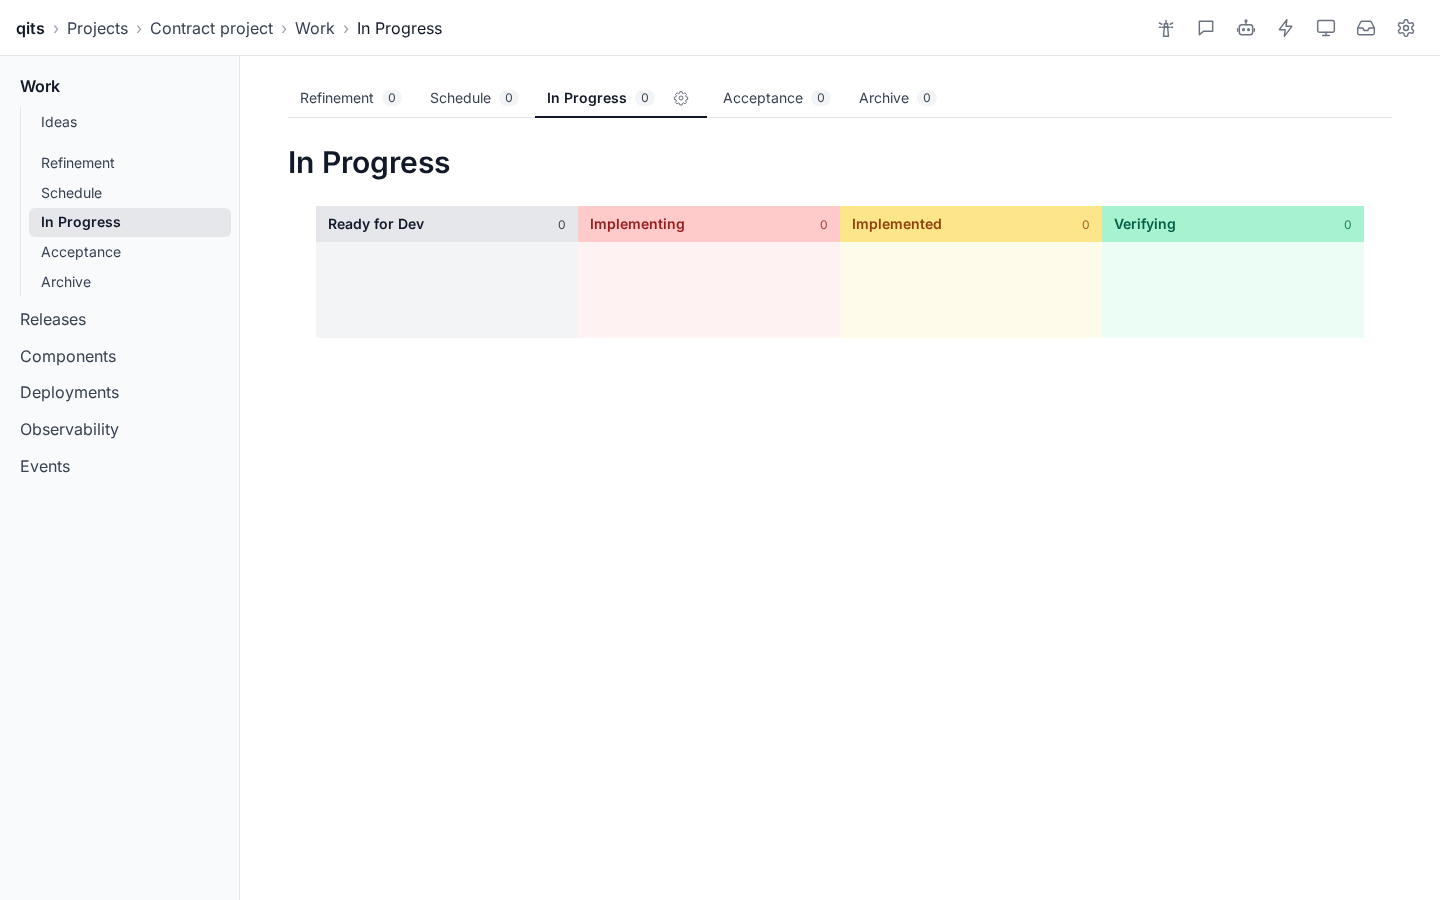 qits › Projects › Contract project › Work › In Progress
Work
Ideas
Refinement
Schedule
In Progress
Acceptance
Archive
Releases
Components
Deployments
Observability
Events
Refinement 0 Schedule 0 In Progress 0 Acceptance 0 Archive 0
In Progress
Ready for Dev 0 Implementing 0 Implemented 0 Verifying 0